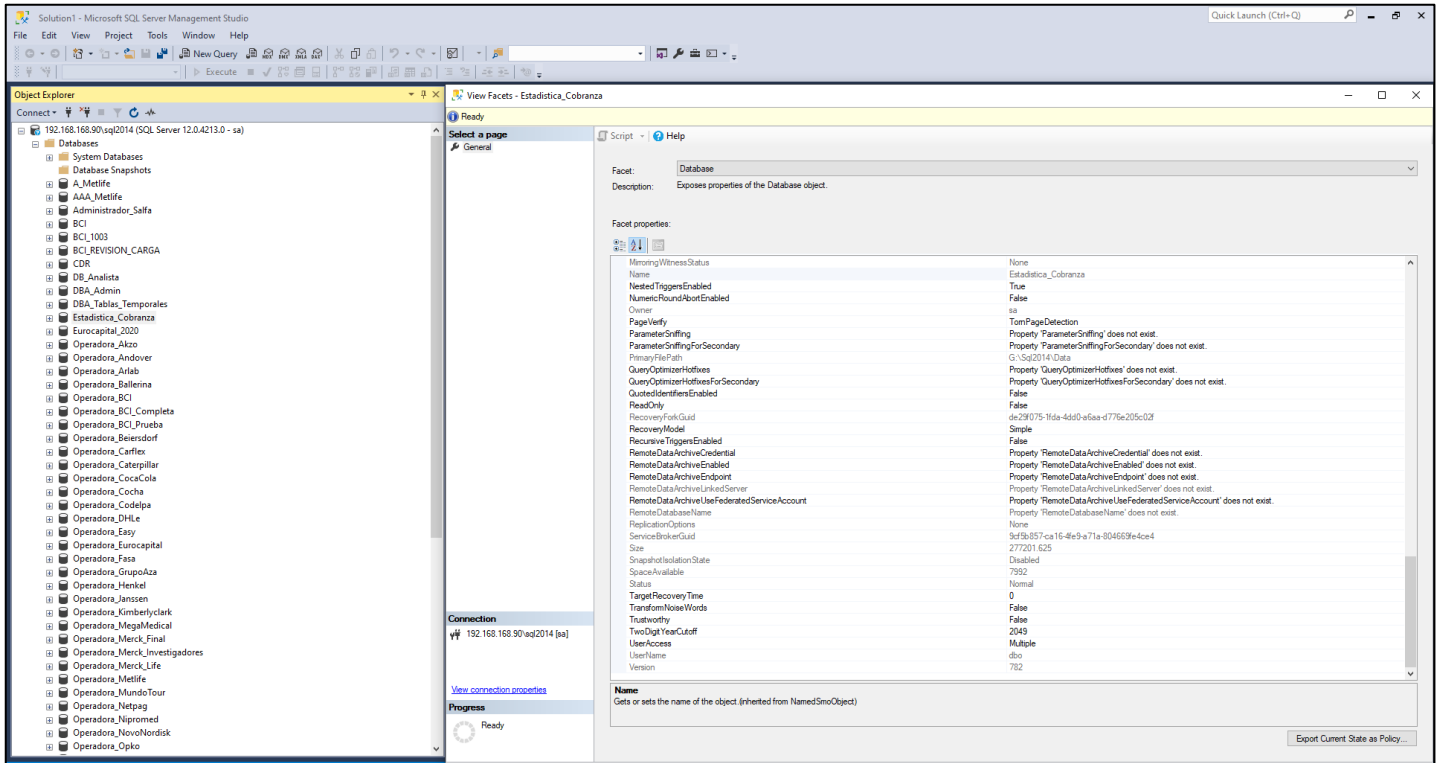 Solution1 - Microsoft SQL Server Management Studio
Quick Launch (Ctrl+Q)
File Edit View Project Tools Window Help
New Query
Execute
Object Explorer
Connect
192.168.168.90\sql2014 (SQL Server 12.0.4213.0 - sa)
Databases
System Databases
Database Snapshots
A_Metlife
AAA_Metlife
Administrador_Salfa
BCI
BCI_1003
BCI_REVISION_CARGA
CDR
DB_Analista
DBA_Admin
DBA_Tablas_Temporales
Estadistica_Cobranza
Eurocapital_2020
Operadora_Akzo
Operadora_Andover
Operadora_Arlab
Operadora_Ballerina
Operadora_BCI
Operadora_BCI_Completa
Operadora_BCI_Prueba
Operadora_Beiersdorf
Operadora_Carflex
Operadora_Caterpillar
Operadora_CocaCola
Operadora_Cocha
Operadora_Codelpa
Operadora_DHLe
Operadora_Easy
Operadora_Eurocapital
Operadora_Fasa
Operadora_GrupoAza
Operadora_Henkel
Operadora_Janssen
Operadora_Kimberlyclark
Operadora_MegaMedical
Operadora_Merck_Final
Operadora_Merck_Investigadores
Operadora_Merck_Life
Operadora_Metlife
Operadora_MundoTour
Operadora_Netpag
Operadora_Nipromed
Operadora_NovoNordisk
Operadora_Opko
View Facets - Estadistica_Cobranza
Ready
Select a page
General
Connection
192.168.168.90\sql2014 [sa]
View connection properties
Progress
Ready
Script Help
Facet: Database
Description: Exposes properties of the Database object.
Facet properties:
MirroringWitnessStatus None
Name Estadistica_Cobranza
NestedTriggersEnabled True
NumericRoundAbortEnabled False
Owner sa
PageVerify TornPageDetection
ParameterSniffing Property 'ParameterSniffing' does not exist.
ParameterSniffingForSecondary Property 'ParameterSniffingForSecondary' does not exist.
PrimaryFilePath G:\Sql2014\Data
QueryOptimizerHotfixes Property 'QueryOptimizerHotfixes' does not exist.
QueryOptimizerHotfixesForSecondary Property 'QueryOptimizerHotfixesForSecondary' does not exist.
QuotedIdentifiersEnabled False
ReadOnly False
RecoveryForkGuid de29f075-1fda-4dd0-a6aa-d776e205c02f
RecoveryModel Simple
RecursiveTriggersEnabled False
RemoteDataArchiveCredential Property 'RemoteDataArchiveCredential' does not exist.
RemoteDataArchiveEnabled Property 'RemoteDataArchiveEnabled' does not exist.
RemoteDataArchiveEndpoint Property 'RemoteDataArchiveEndpoint' does not exist.
RemoteDataArchiveLinkedServer Property 'RemoteDataArchiveLinkedServer' does not exist.
RemoteDataArchiveUseFederatedServiceAccount Property 'RemoteDataArchiveUseFederatedServiceAccount' does not exist.
RemoteDatabaseName Property 'RemoteDatabaseName' does not exist.
ReplicationOptions None
ServiceBrokerGuid 9cf5b857-ca16-4fe9-a71a-804669fe4ce4
Size 277201.625
SnapshotIsolationState Disabled
SpaceAvailable 7992
Status Normal
TargetRecoveryTime 0
TransformNoiseWords False
Trustworthy False
TwoDigitYearCutoff 2049
UserAccess Multiple
UserName dbo
Version 782
Name
Gets or sets the name of the object.(inherited from NamedSmoObject)
Export Current State as Policy...